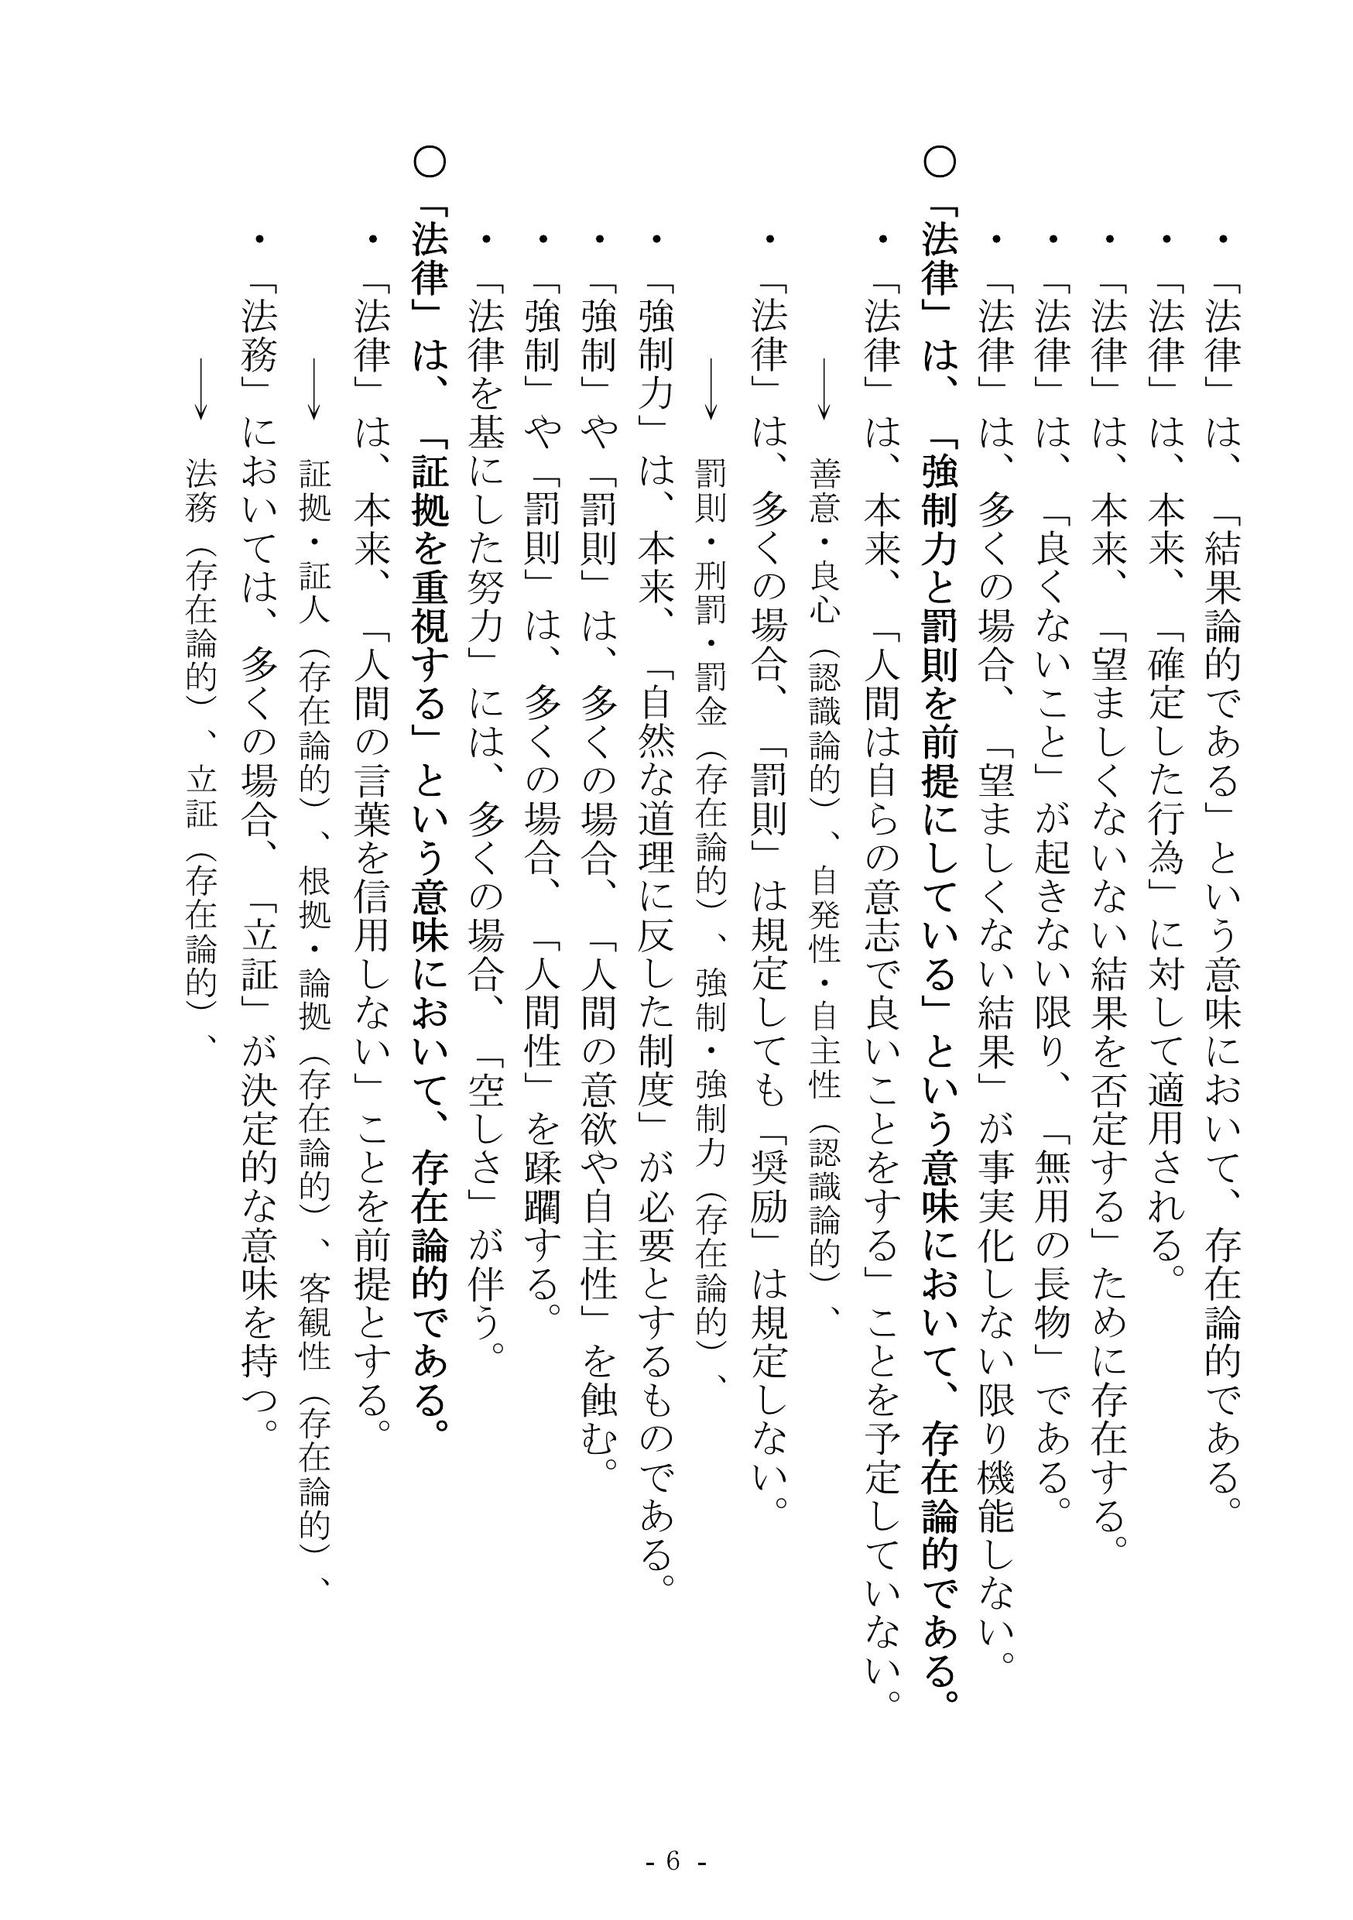 ・「法律」は、「結果論的である」という意味において、存在論的である。
・「法律」は、本来、「確定した行為」に対して適用される。
・「法律」は、本来、「望ましくないない結果を否定する」ために存在する。
・「法律」は、「良くないこと」が起きない限り、「無用の長物」である。
・「法律」は、多くの場合、「望ましくない結果」が事実化しない限り機能しない。
〇「法律」は、「強制力と罰則を前提にしている」という意味において、存在論的である。
・「法律」は、本来、「人間は自らの意志で良いことをする」ことを予定していない。
→ 善意・良心（認識論的）、自発性・自主性（認識論的）、
・「法律」は、多くの場合、「罰則」は規定しても「奨励」は規定しない。
→ 罰則・刑罰・罰金（存在論的）、強制・強制力（存在論的）、
・「強制力」は、本来、「自然な道理に反した制度」が必要とするものである。
・「強制」や「罰則」は、多くの場合、「人間の意欲や自主性」を蝕む。
・「強制」や「罰則」は、多くの場合、「人間性」を蹂躙する。
・「法律を基にした努力」には、多くの場合、「空しさ」が伴う。
〇「法律」は、「証拠を重視する」という意味において、存在論的である。
・「法律」は、本来、「人間の言葉を信用しない」ことを前提とする。
→ 証拠・証人（存在論的）、根拠・論拠（存在論的）、客観性（存在論的）、
・「法務」においては、多くの場合、「立証」が決定的な意味を持つ。
→ 法務（存在論的）、立証（存在論的）、
- 6 -